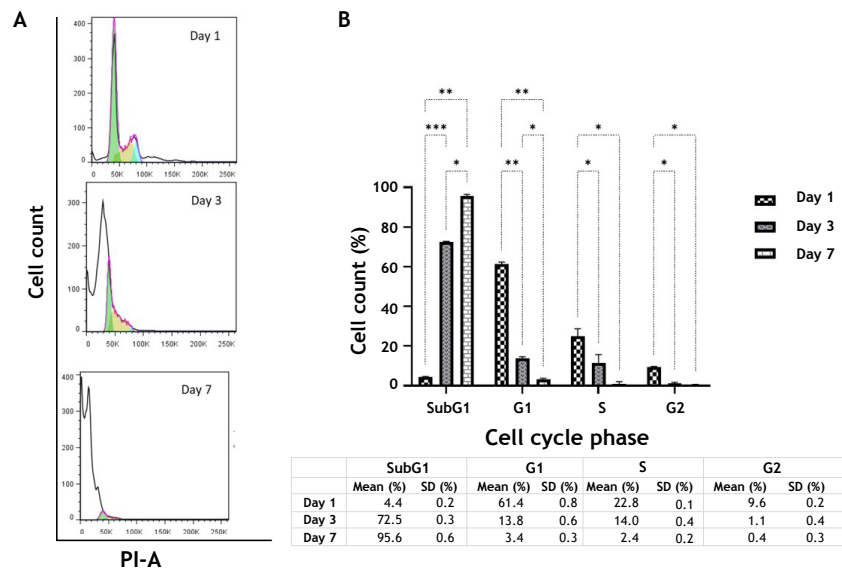 A
B
Cell count
400
300
200
100
0
Day 1
0 50K 100K 150K 200K 250K
300
200
100
0
Day 3
0 50K 100K 150K 200K 250K
400
300
200
100
0
Day 7
0 50K 100K 150K 200K 250K
PI-A
** **
*** * * *
* ** * *
Cell count (%)
100
80
60
40
20
0
SubG1 G1 S G2
Cell cycle phase
Day 1
Day 3
Day 7
SubG1 G1 S G2
Mean (%) SD (%) Mean (%) SD (%) Mean (%) SD (%) Mean (%) SD (%)
Day 1 4.4 0.2 61.4 0.8 22.8 0.1 9.6 0.2
Day 3 72.5 0.3 13.8 0.6 14.0 0.4 1.1 0.4
Day 7 95.6 0.6 3.4 0.3 2.4 0.2 0.4 0.3